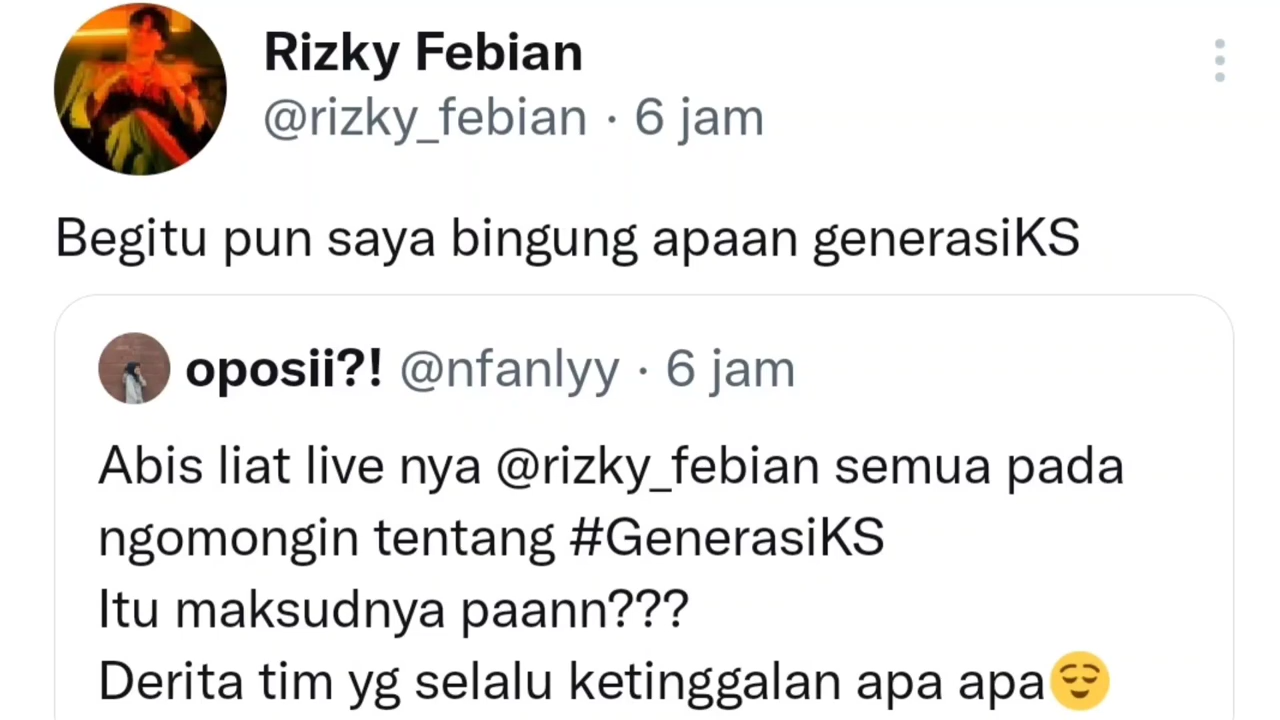 Rizky Febian
@rizky_febian · 6 jam
Begitu pun saya bingung apaan generasiKS
oposii?! @nfanlyy · 6 jam
Abis liat live nya @rizky_febian semua pada
ngomongin tentang #GenerasiKS
Itu maksudnya paann???
Derita tim yg selalu ketinggalan apa apa😌